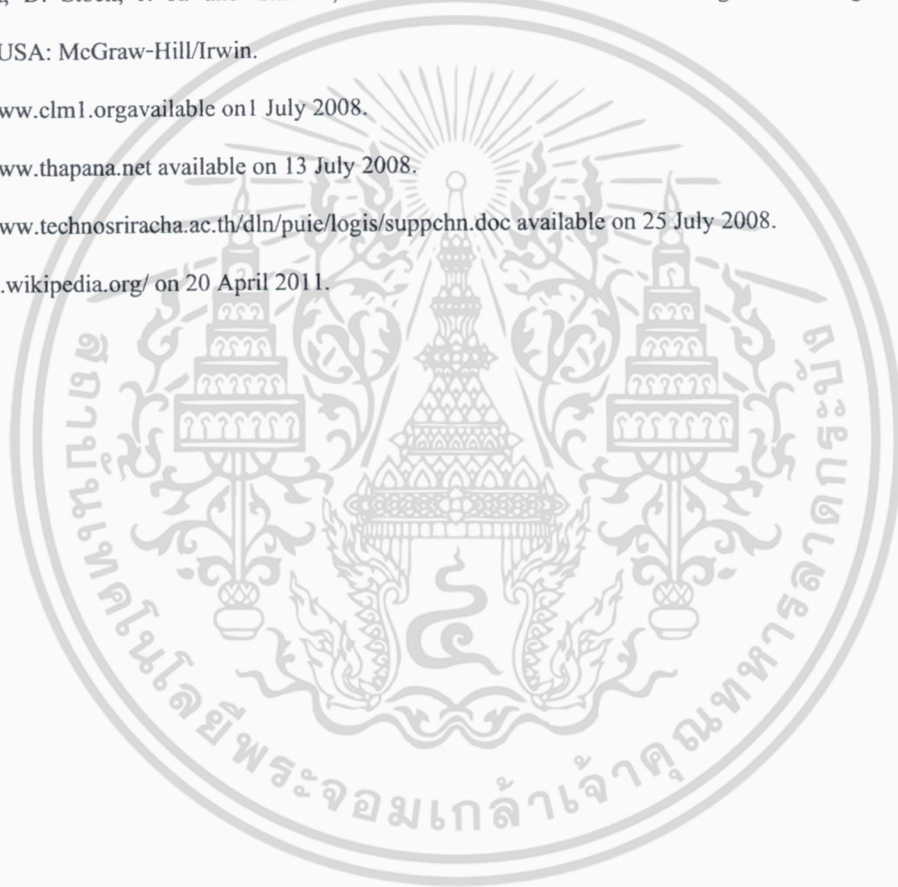 USA: McGraw-Hill/Irwin.
ww.clm1.orgavailable on1 July 2008.
ww.thapana.net available on 13 July 2008.
ww.technosriracha.ac.th/dln/puie/logis/suppchn.doc available on 25 July 2008.
.wikipedia.org/ on 20 April 2011.
สถาบันเทคโนโลยีพระจอมเกล้าเจ้าคุณทหารลาดกระบัง
๔